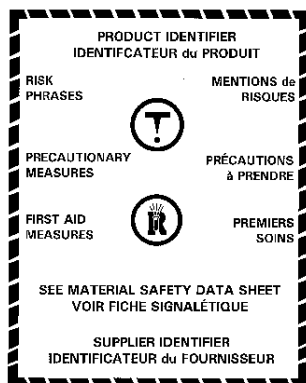 PRODUCT IDENTIFIER
IDENTIFCATEUR du PRODUIT
RISK
PHRASES
MENTIONS de
RISQUES
PRECAUTIONARY
MEASURES
PRÉCAUTIONS
à PRENDRE
FIRST AID
MEASURES
PREMIERS
SOINS
SEE MATERIAL SAFETY DATA SHEET
VOIR FICHE SIGNALÉTIQUE
SUPPLIER IDENTIFIER
IDENTIFICATEUR du FOURNISSEUR